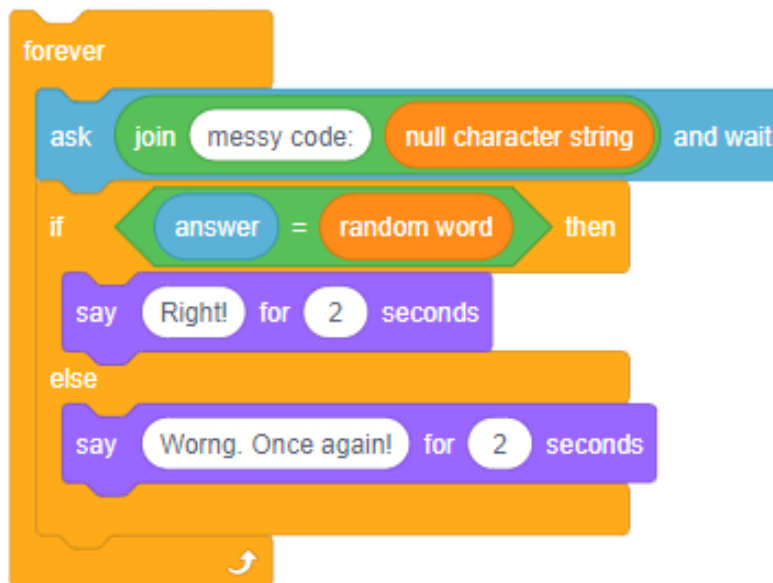 forever
ask join messy code: null character string and wait
if answer = random word then
say Right! for 2 seconds
else
say Worng. Once again! for 2 seconds